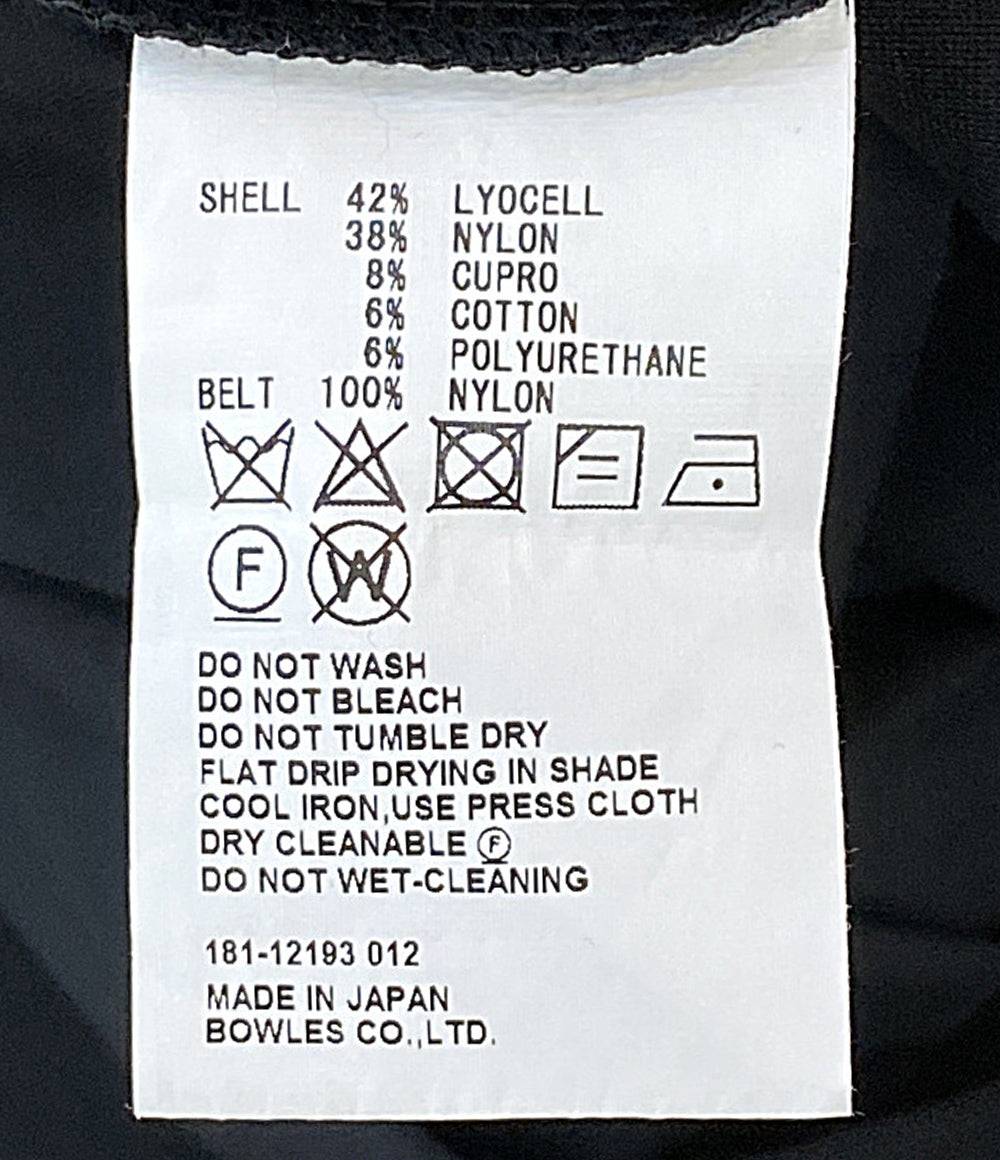 SHELL 42% LYOCELL
38% NYLON
8% CUPRO
6% COTTON
6% POLYURETHANE
BELT 100% NYLON
F W
DO NOT WASH
DO NOT BLEACH
DO NOT TUMBLE DRY
FLAT DRIP DRYING IN SHADE
COOL IRON,USE PRESS CLOTH
DRY CLEANABLE Ⓕ
DO NOT WET-CLEANING
181-12193 012
MADE IN JAPAN
BOWLES CO.,LTD.